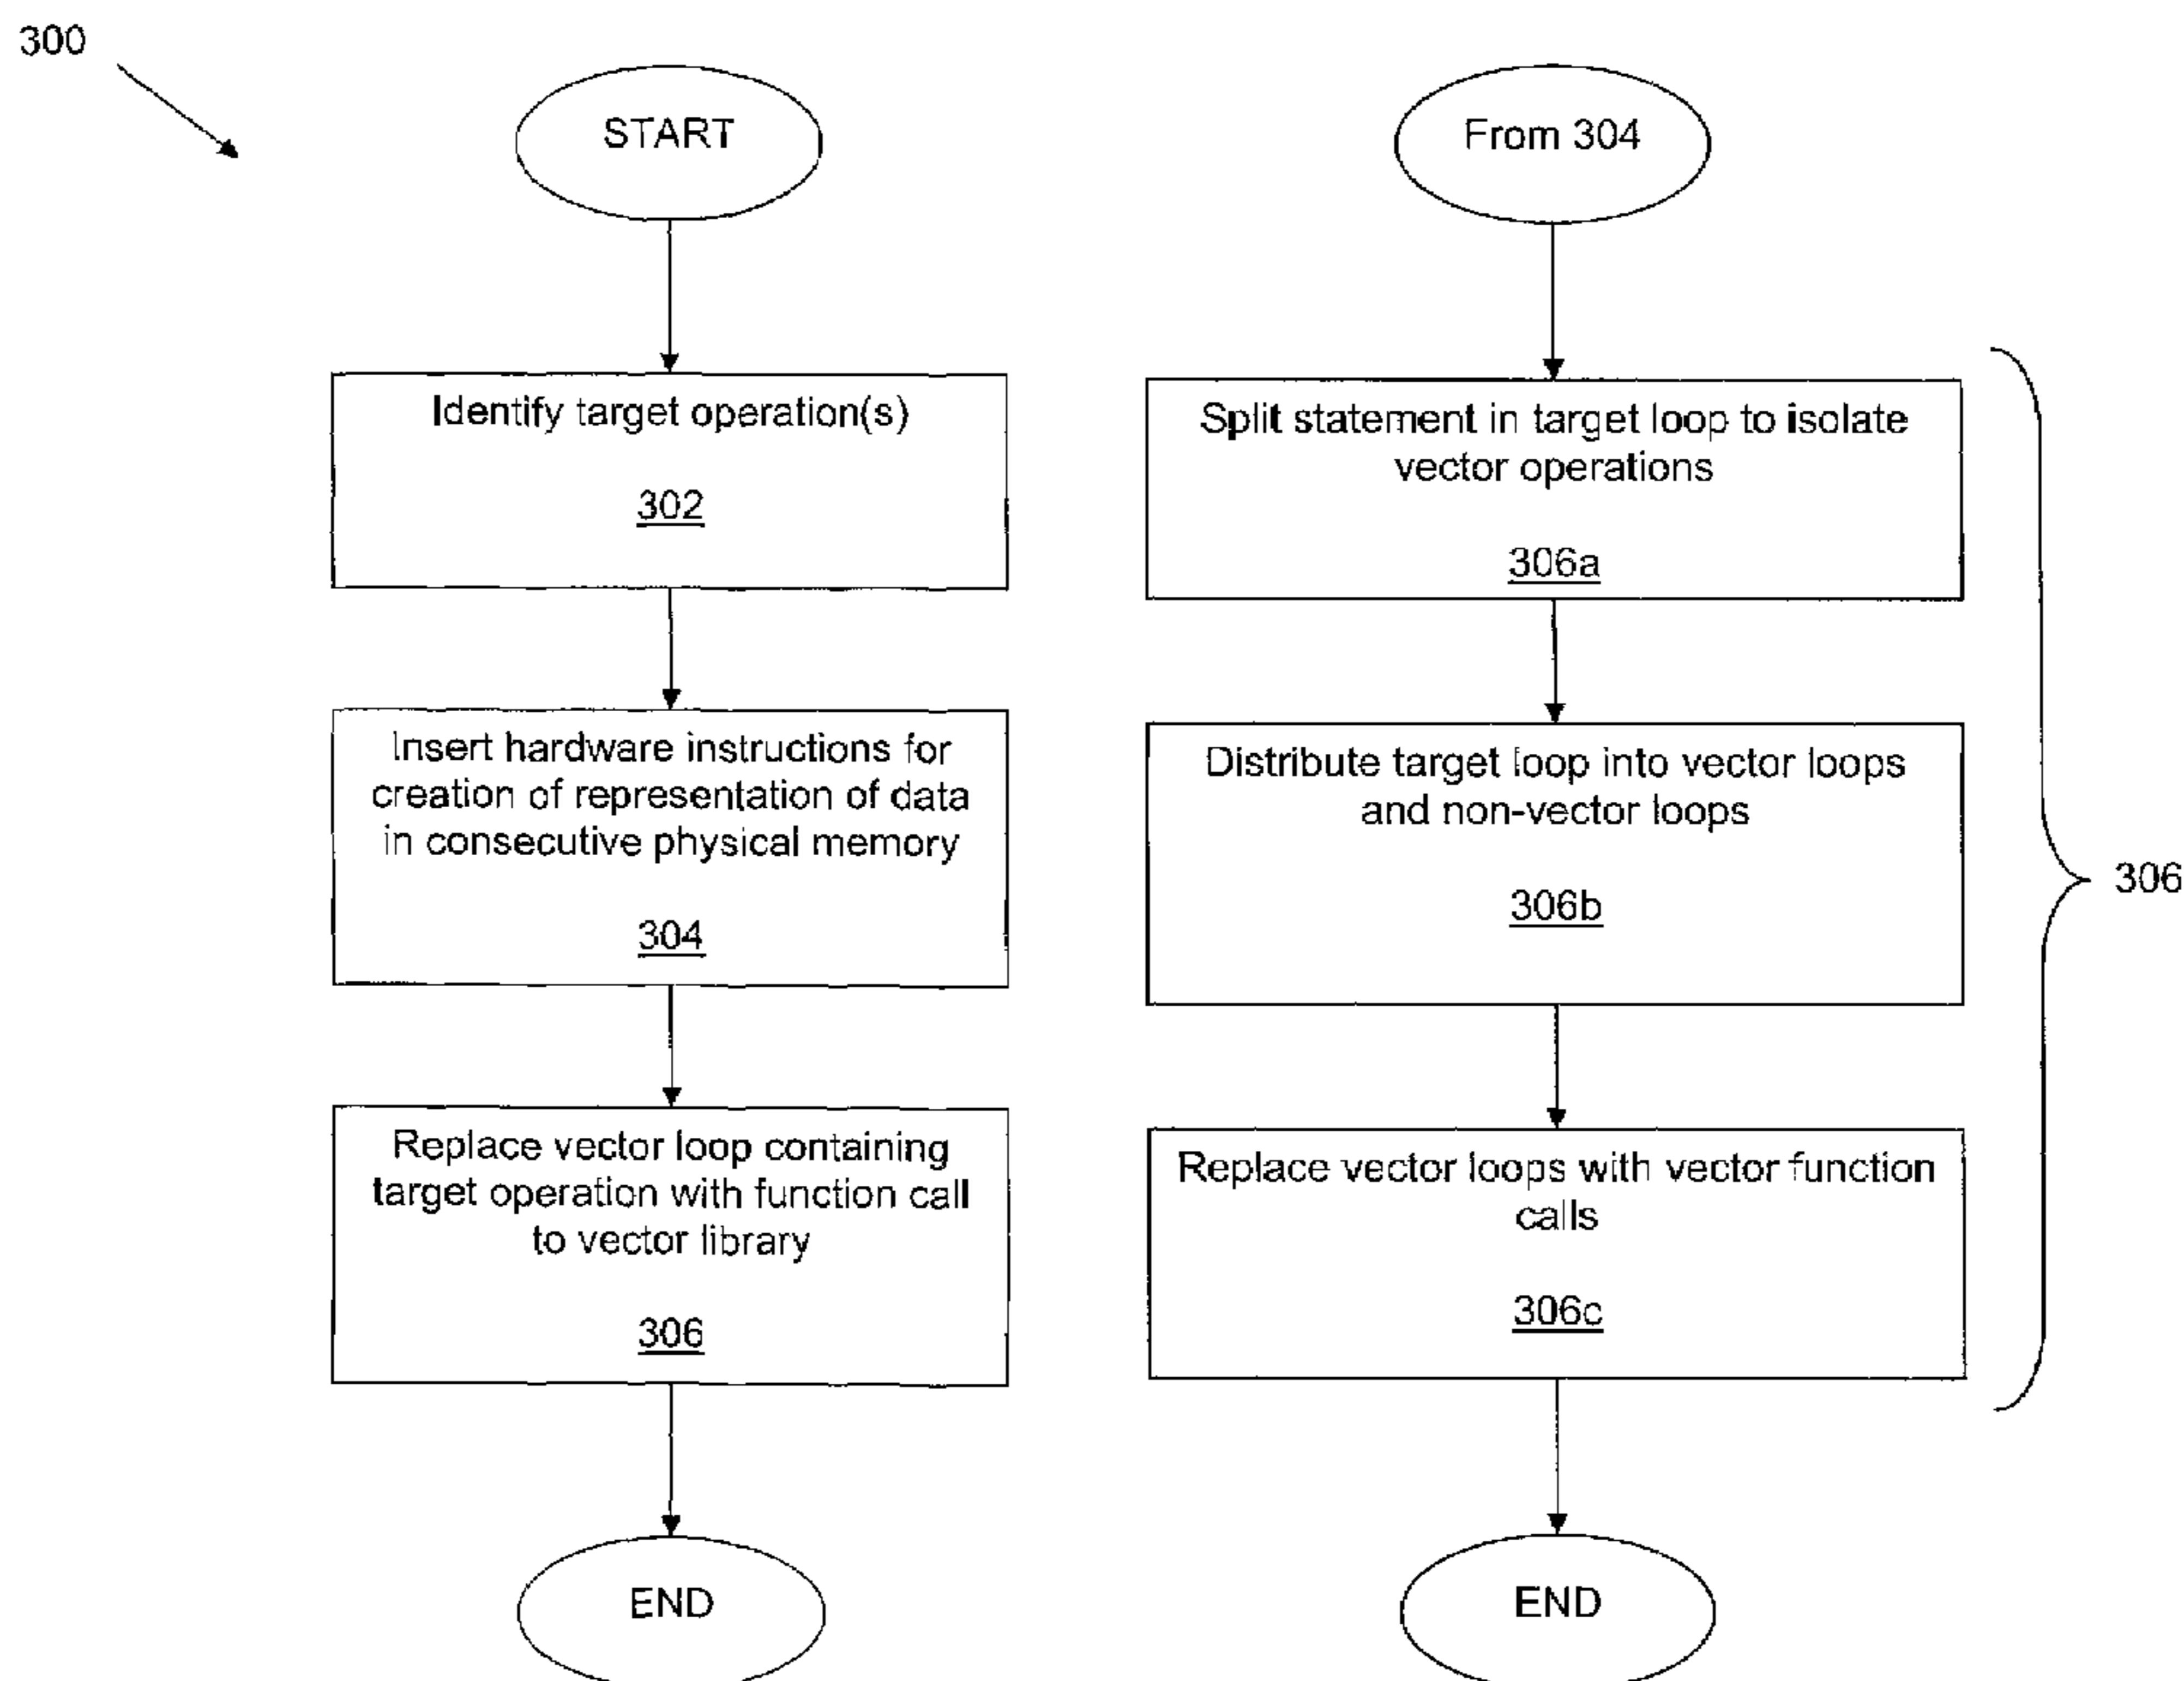 300
START
Identify target operation(s)
302
Insert hardware instructions for
creation of representation of data
in consecutive physical memory
304
Replace vector loop containing
target operation with function call
to vector library
306
END
From 304
Split statement in target loop to isolate
vector operations
306a
Distribute target loop into vector loops
and non-vector loops
306b
Replace vector loops with vector function
calls
306c
END
306